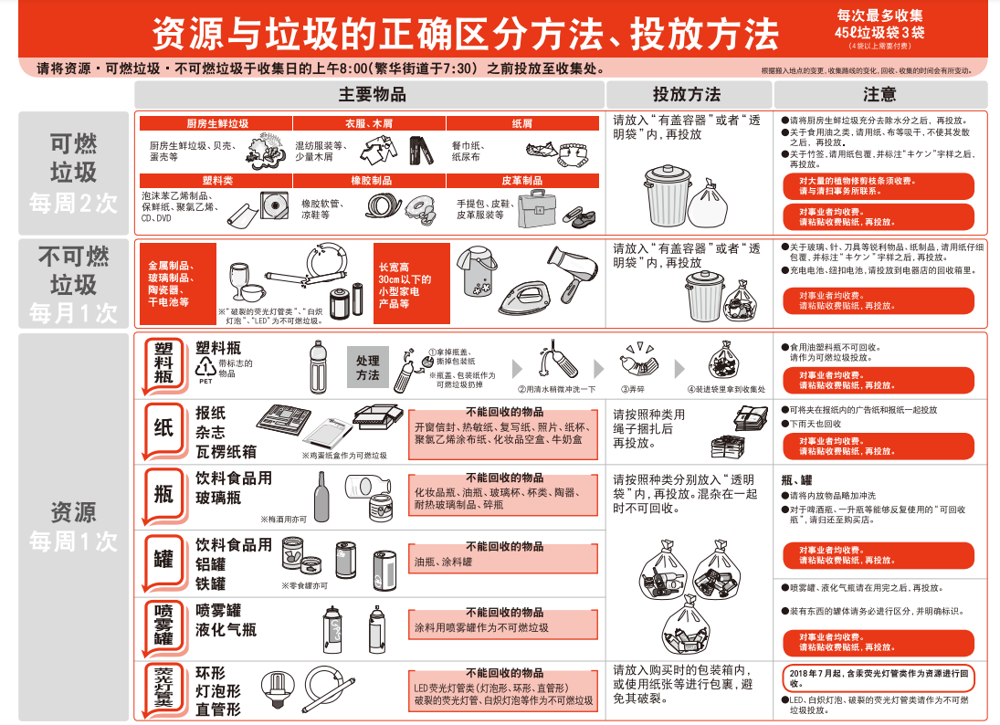 资源与垃圾的正确区分方法、投放方法
每次最多收集
45ℓ垃圾袋3袋
(4袋以上需要付费)
请将资源·可燃垃圾·不可燃垃圾于收集日的上午8:00(繁华街道于7:30) 之前投放至收集处。
根据搬入地点的变更,收集路线的变化,回收、收集的时间会有所变动。
主要物品
投放方法
注意
可燃
垃圾
每周2次
厨房生鲜垃圾
厨房生鲜垃圾、贝壳、
蛋壳等
衣服、木屑
混纺服装等、
少量木屑
纸屑
餐巾纸、
纸尿布
塑料类
泡沫苯乙烯制品、
保鲜纸、聚氯乙烯、
CD、DVD
橡胶制品
橡胶软管、
凉鞋等
皮革制品
手提包、皮鞋、
皮革服装等
请放入“有盖容器”或者“透
明袋”内,再投放
●请将厨房生鲜垃圾充分去除水分之后, 再投放。
●关于食用油之类,请用纸、布等吸干,不使其发散
之后, 再投放.
●关于竹签,请用纸包覆,并标注“キケン”字样之后,
再投放。
对大量的植物修剪枝条须收费。
请与清扫事务所联系。
对事业者均收费。
请粘贴收费贴纸,再投放。
不可燃
垃圾
每月1次
金属制品、
玻璃制品、
陶瓷器、
干电池等
※“破裂的荧光灯管类”、“白炽
灯泡”、“LED”为不可燃垃圾。
长宽高
30cm以下的
小型家电
产品等
请放入“有盖容器”或者“透
明袋”内,再投放
●关于玻璃、针、刀具等锐利物品、纸制品,请用纸仔细
包覆,并标注“キケン”字样之后,再投放。
●充电电池、纽扣电池,请投放到电器店的回收箱里。
对事业者均收费。
请粘贴收费贴纸,再投放。
资源
每周1次
塑料瓶
塑料瓶
1
PET
带标志的
物品
处理
方法
①拿掉瓶盖、
撕掉包装纸
※瓶盖、包装纸作为
可燃垃圾扔掉
②用清水稍微冲洗一下
③弄碎
④装进袋里拿到收集处
●食用油塑料瓶不可回收。
请作为可燃垃圾投放。
对事业者均收费。
请粘贴收费贴纸,再投放。
纸
报纸
杂志
瓦楞纸箱
※鸡蛋纸盒作为可燃垃圾
不能回收的物品
开窗信封、热敏纸、复写纸、照片、纸杯、
聚氯乙烯涂布纸、化妆品空盒、牛奶盒
请按照种类用
绳子捆扎后
再投放。
●可将夹在报纸内的广告纸和报纸一起投放
●下雨天也回收
对事业者均收费。
请粘贴收费贴纸,再投放。
瓶
饮料食品用
玻璃瓶
※梅酒用亦可
不能回收的物品
化妆品瓶、油瓶、玻璃杯、杯类、陶器、
耐热玻璃制品、碎瓶
请按照种类分别放入“透明
袋”内,再投放。混杂在一起
时不可回收。
瓶、罐
●请将内放物品略加冲洗
●对于啤酒瓶、一升瓶等能够反复使用的“可回收
瓶”,请归还至购买店。
对事业者均收费。
请粘贴收费贴纸,再投放。
罐
饮料食品用
铝罐
铁罐
※零食罐亦可
不能回收的物品
油瓶、涂料罐
喷雾罐
喷雾罐
液化气瓶
不能回收的物品
涂料用喷雾罐作为不可燃垃圾
●喷雾罐、液化气瓶请在用完之后,再投放。
●装有东西的罐体请务必进行区分,并明确标识。
对事业者均收费。
请粘贴收费贴纸,再投放。
荧光灯管类
环形
灯泡形
直管形
不能回收的物品
LED荧光灯管类(灯泡形、环形、直管形)
破裂的荧光灯管、白炽灯泡等作为不可燃垃圾
请放入购买时的包装箱内,
或使用纸张等进行包裹,避
免其破裂。
2018年7月起,含汞荧光灯管类作为资源进行回
收。
●LED、白炽灯泡、破裂的荧光灯管类请作为不可燃
垃圾投放。